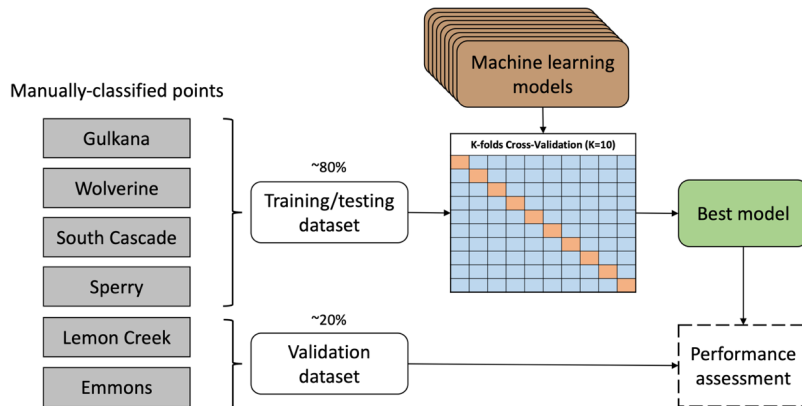 Machine learning
models
Manually-classified points
K-folds Cross-Validation (K=10)
Gulkana
Wolverine
South Cascade
Sperry
Lemon Creek
Emmons
~80%
Training/testing
dataset
~20%
Validation
dataset
Best model
Performance
assessment